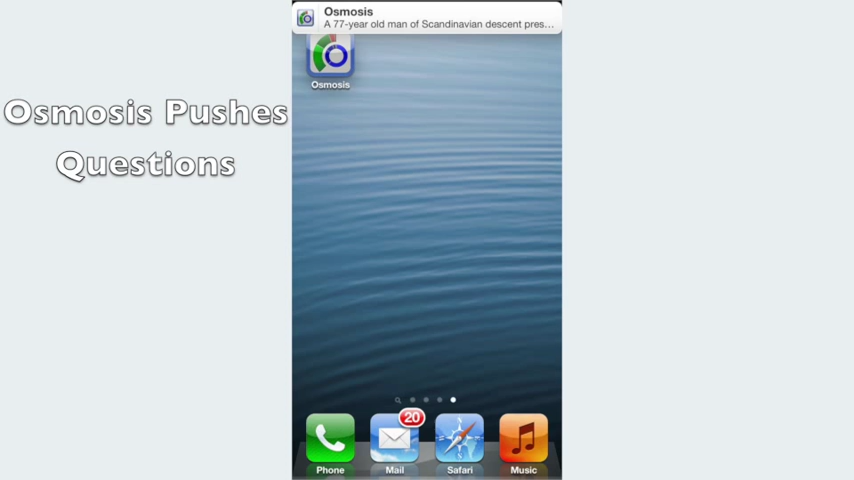 Osmosis
A 77-year old man of Scandinavian descent pres...
Osmosis
Osmosis Pushes
Questions
20
Phone
Mail
Safari
Music